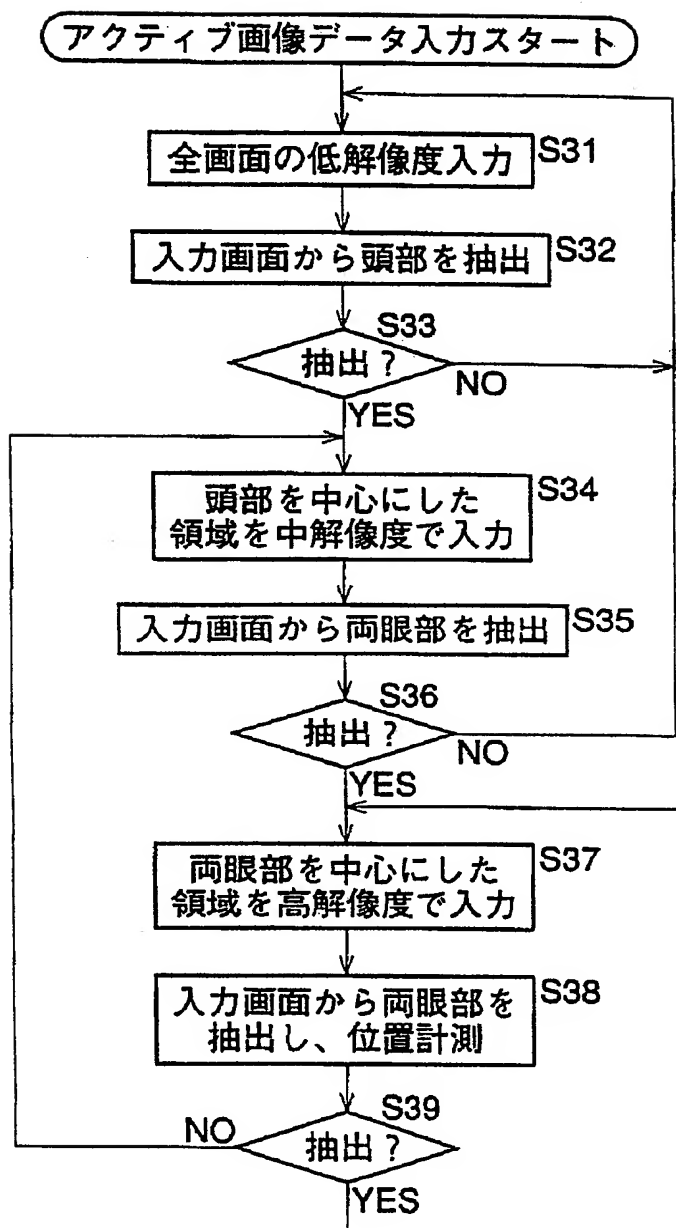 アクティブ画像データ入力スタート
全画面の低解像度入力
S31
入力画面から頭部を抽出
S32
S33
抽出?
NO
YES
頭部を中心にした
領域を中解像度で入力
S34
入力画面から両眼部を抽出
S35
S36
抽出?
NO
YES
両眼部を中心にした
領域を高解像度で入力
S37
入力画面から両眼部を
抽出し、位置計測
S38
S39
NO
抽出?
YES